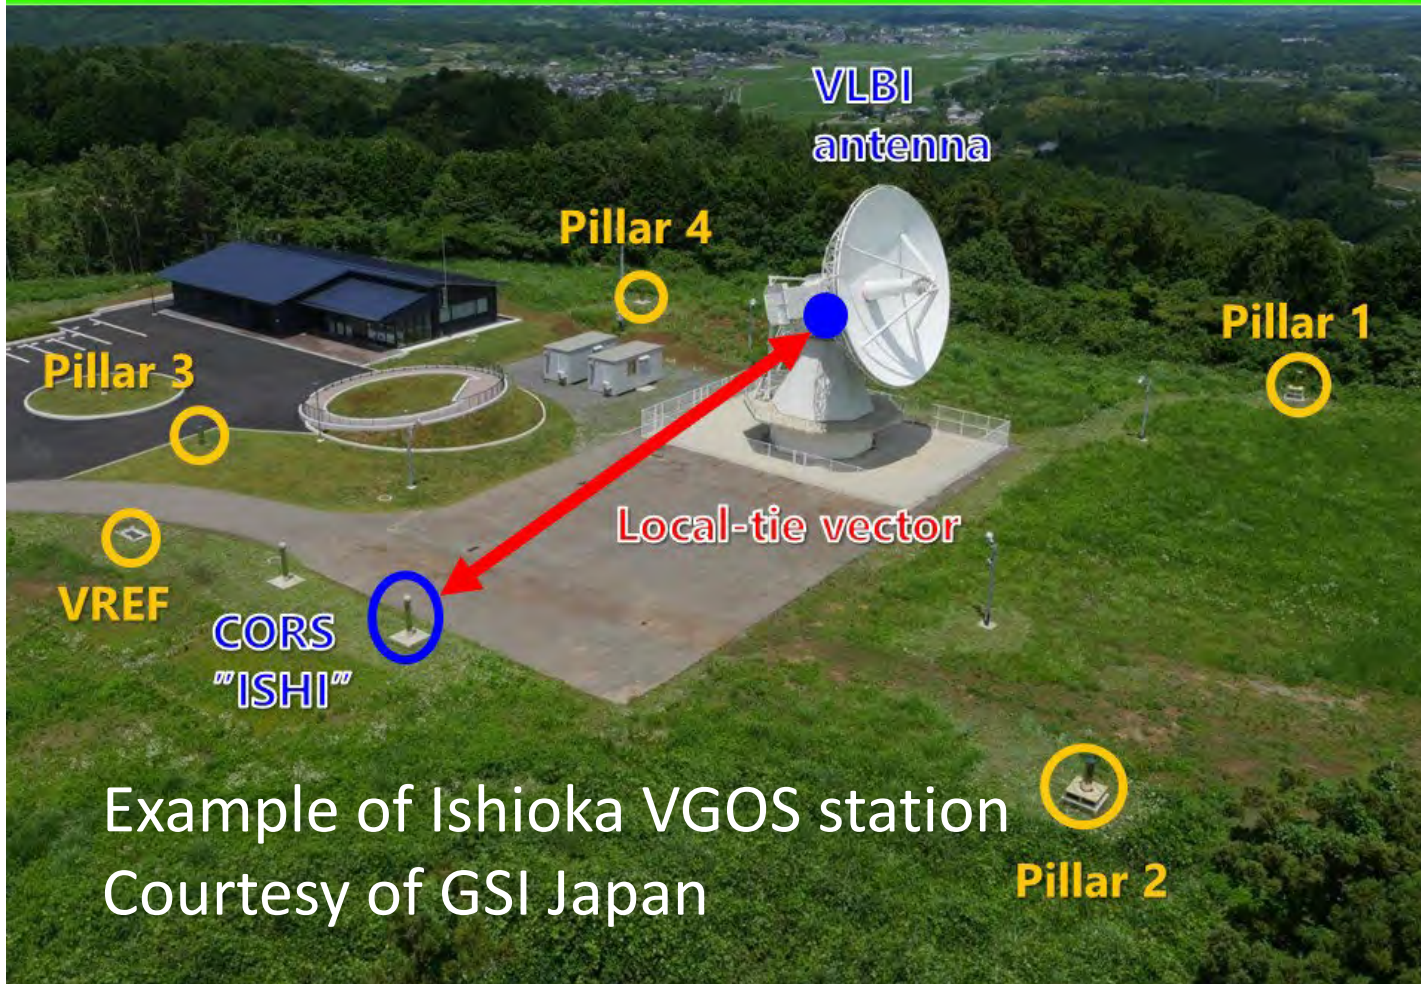 VLBI
antenna
Pillar 4
Pillar 1
Pillar 3
Local-tie vector
VREF
CORS
"ISHI"
Example of Ishioka VGOS station
Courtesy of GSI Japan
Pillar 2